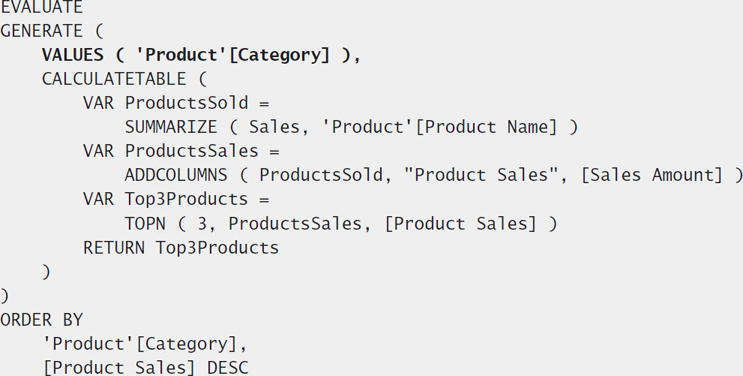 EVALUATE
GENERATE (
    VALUES ( 'Product'[Category] ),
    CALCULATETABLE (
        VAR ProductsSold =
            SUMMARIZE ( Sales, 'Product'[Product Name] )
        VAR ProductsSales =
            ADDCOLUMNS ( ProductsSold, "Product Sales", [Sales Amount] )
        VAR Top3Products =
            TOPN ( 3, ProductsSales, [Product Sales] )
        RETURN Top3Products
    )
)
ORDER BY
    'Product'[Category],
    [Product Sales] DESC